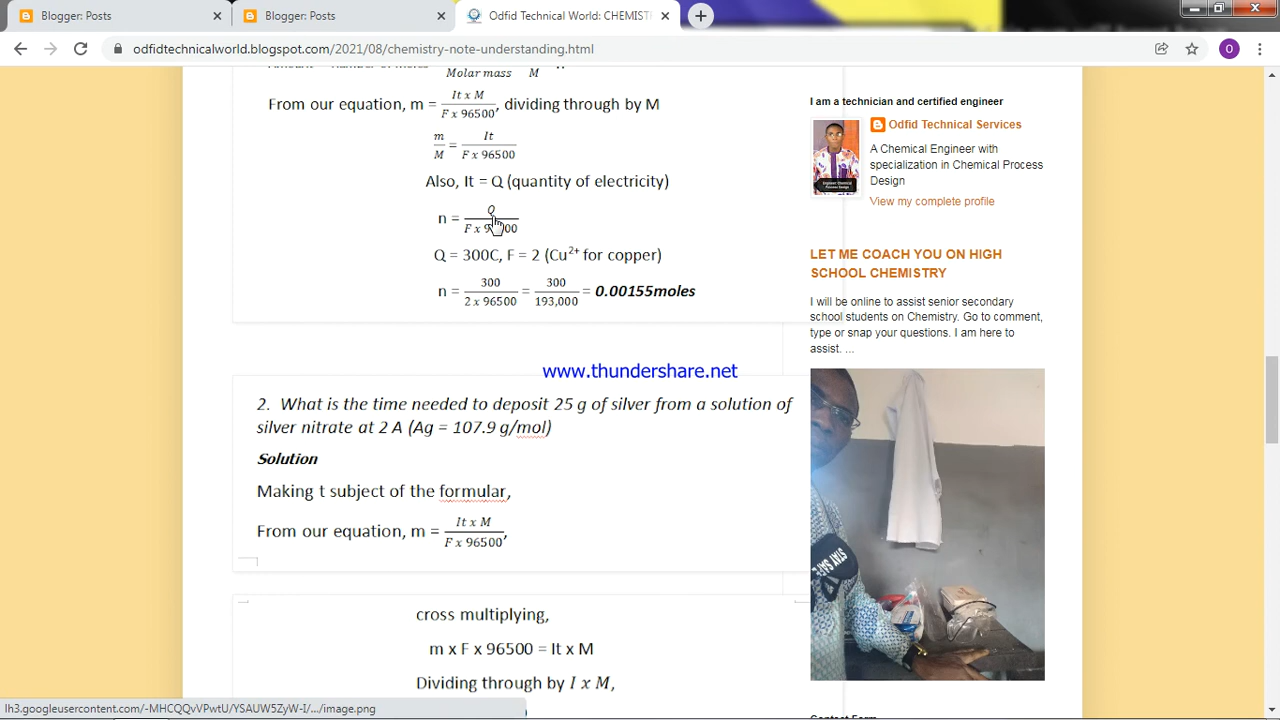 Blogger: Posts
Blogger: Posts
Odfid Technical World: CHEMIST
odfidtechnicalworld.blogspot.com/2021/08/chemistry-note-understanding.html
O
Molar mass M
From our equation, m = It x M / F x 96500, dividing through by M
m/M = It / F x 96500
Also, It = Q (quantity of electricity)
n = Q / F x 96500
Q = 300C, F = 2 (Cu²⁺ for copper)
n = 300 / 2 x 96500 = 300 / 193,000 = 0.00155moles
www.thundershare.net
2. What is the time needed to deposit 25 g of silver from a solution of
silver nitrate at 2 A (Ag = 107.9 g/mol)
Solution
Making t subject of the formular,
From our equation, m = It x M / F x 96500,
cross multiplying,
m x F x 96500 = It x M
Dividing through by I x M,
I am a technician and certified engineer
Odfid Technical Services
A Chemical Engineer with
specialization in Chemical Process
Design
View my complete profile
LET ME COACH YOU ON HIGH
SCHOOL CHEMISTRY
I will be online to assist senior secondary
school students on Chemistry. Go to comment,
type or snap your questions. I am here to
assist. ...
STAY SAFE
lh3.googleusercontent.com/-MHCQQvVPwtU/YSAUW5ZyW-I/.../image.png